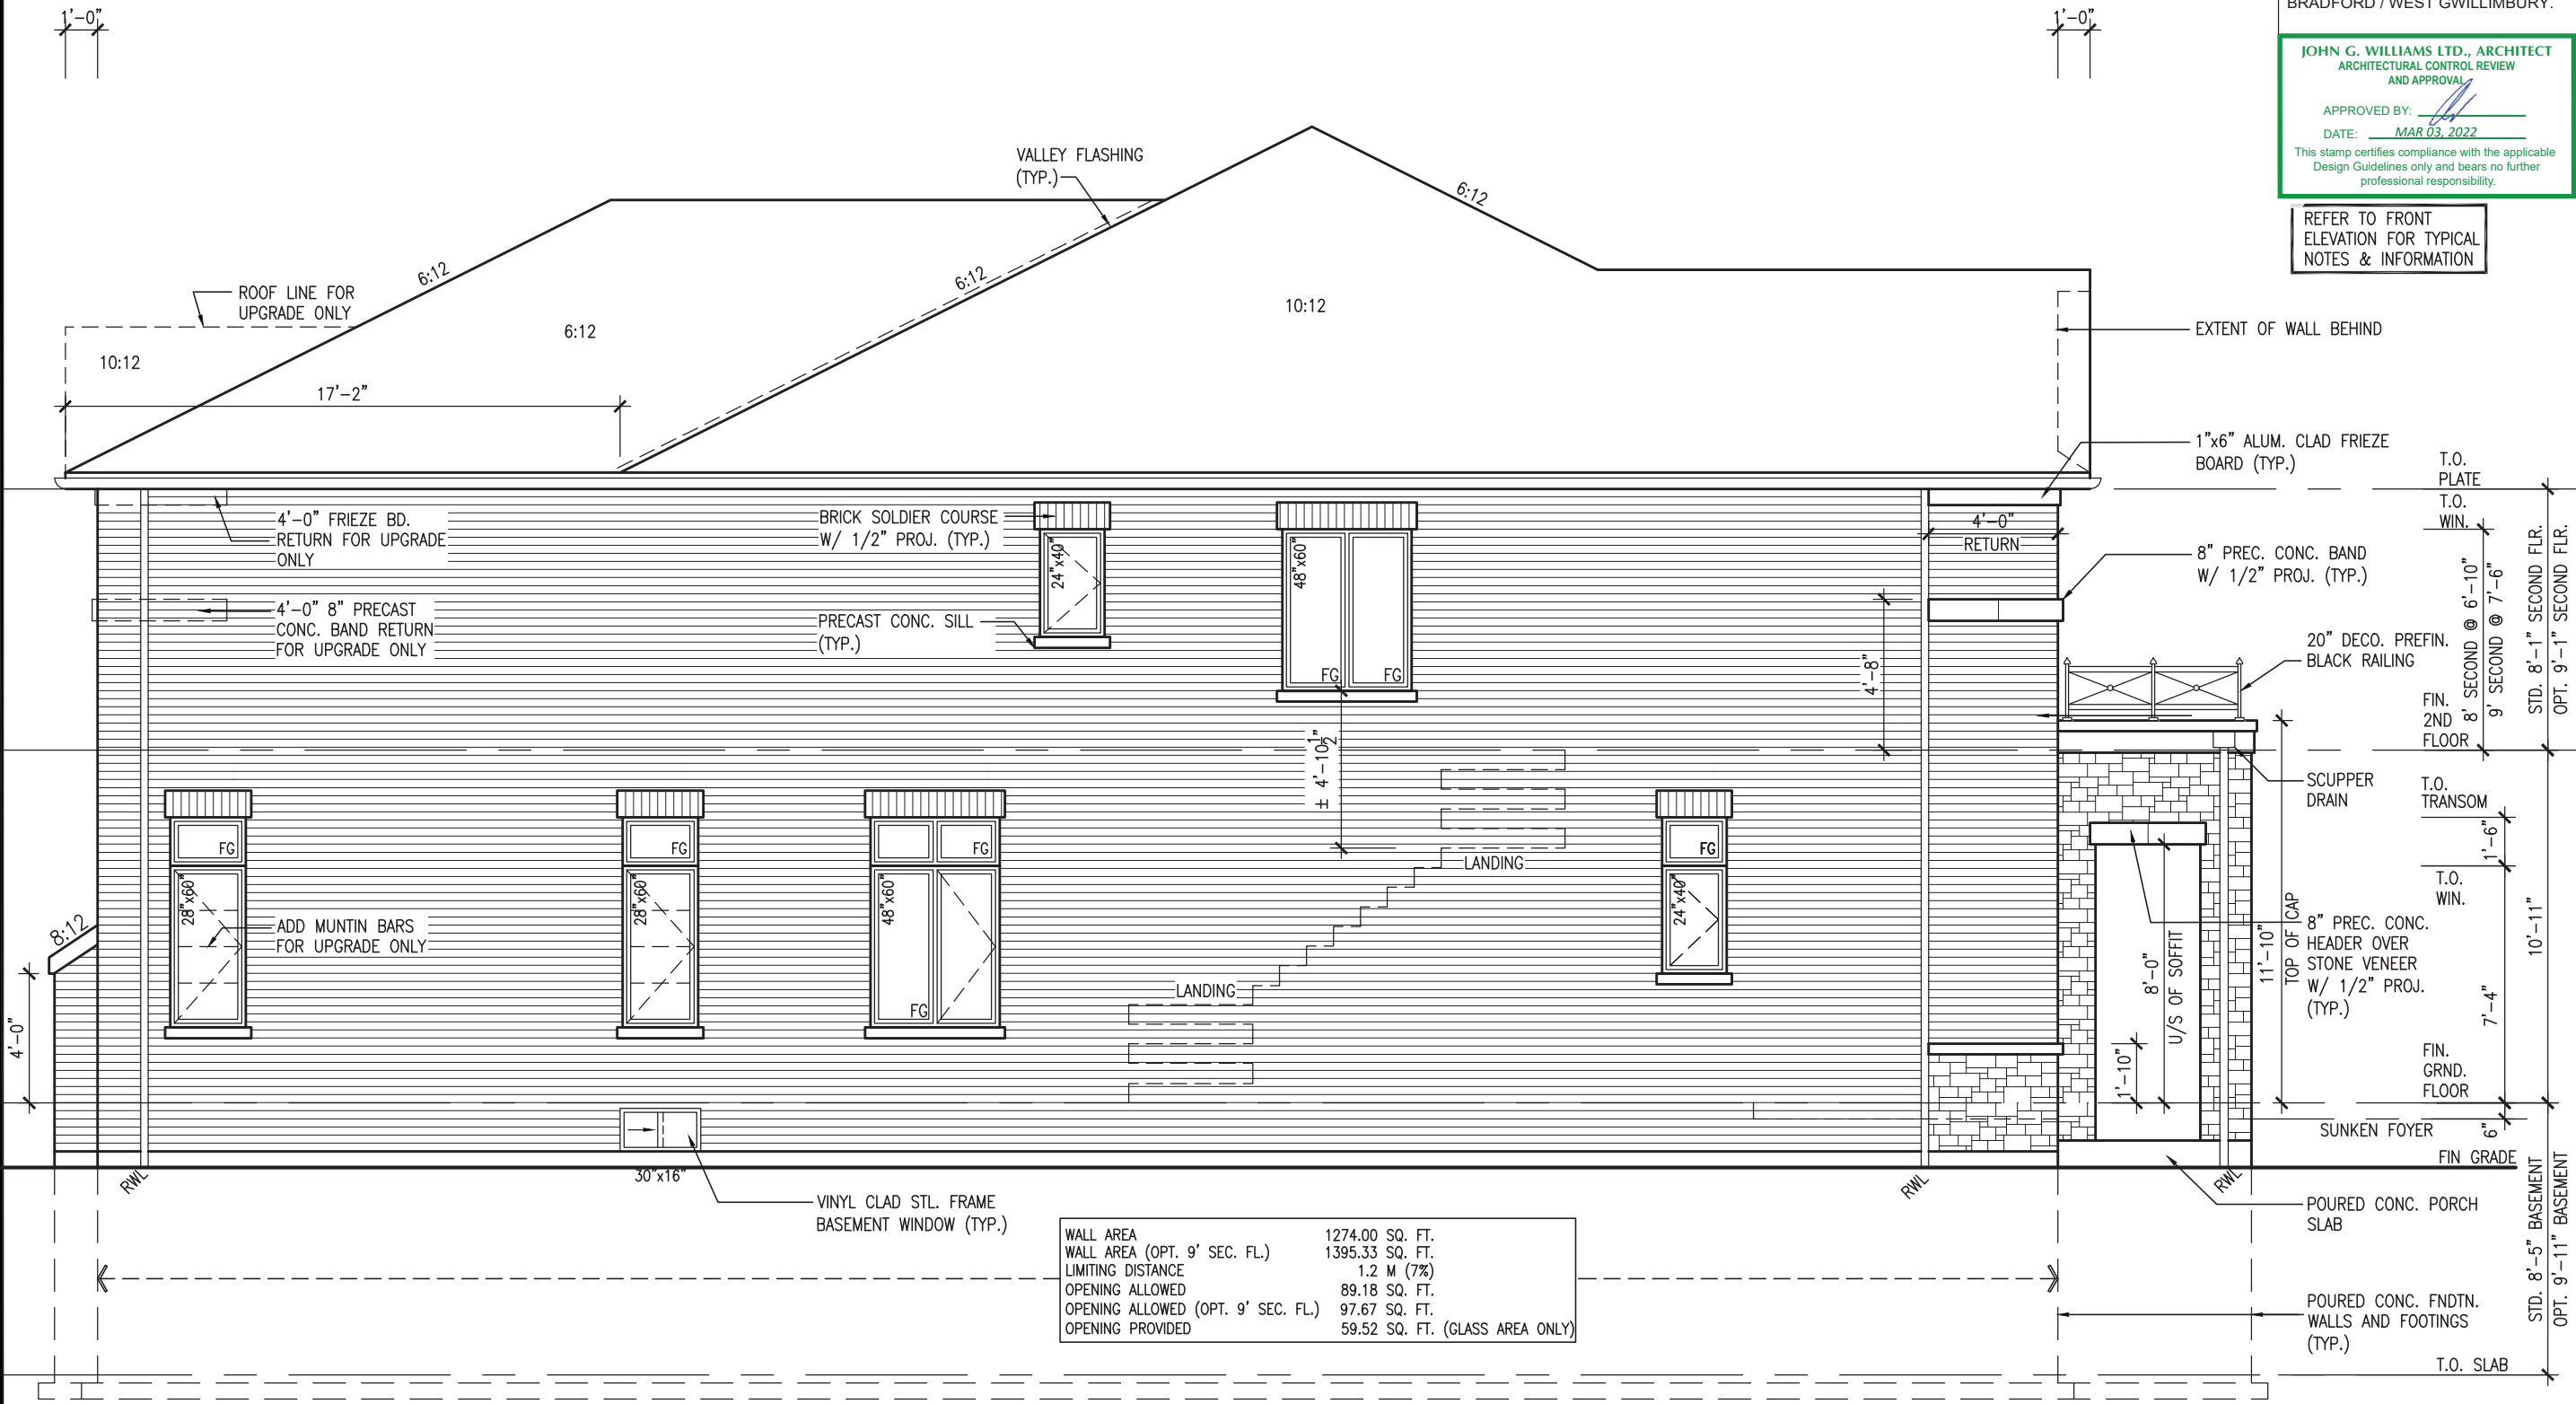 1'-0"
1'-0"
BRADFORD / WEST GWILLIMBURY.
JOHN G. WILLIAMS LTD., ARCHITECT
ARCHITECTURAL CONTROL REVIEW
AND APPROVAL
APPROVED BY:
DATE: MAR 03, 2022
This stamp certifies compliance with the applicable
Design Guidelines only and bears no further
professional responsibility.
REFER TO FRONT
ELEVATION FOR TYPICAL
NOTES & INFORMATION
VALLEY FLASHING
(TYP.)
6:12
6:12
6:12
ROOF LINE FOR
UPGRADE ONLY
10:12
6:12
10:12
17'-2"
EXTENT OF WALL BEHIND
1"x6" ALUM. CLAD FRIEZE
BOARD (TYP.)
T.O.
PLATE
T.O.
WIN.
4'-0" FRIEZE BD.
RETURN FOR UPGRADE
ONLY
BRICK SOLDIER COURSE
W/ 1/2" PROJ. (TYP.)
24"x40"
48"x60"
FG
FG
4'-0"
RETURN
8" PREC. CONC. BAND
W/ 1/2" PROJ. (TYP.)
4'-0" 8" PRECAST
CONC. BAND RETURN
FOR UPGRADE ONLY
PRECAST CONC. SILL
(TYP.)
4'-8"
20" DECO. PREFIN.
BLACK RAILING
8' SECOND @ 6'-10"
9' SECOND @ 7'-6"
STD. 8'-1" SECOND FLR.
OPT. 9'-1" SECOND FLR.
FIN.
2ND
FLOOR
± 4'-10 1/2"
SCUPPER
DRAIN
T.O.
TRANSOM
1'-6"
T.O.
WIN.
FG
FG
FG
FG
FG
LANDING
28"x60"
28"x60"
48"x60"
24"x40"
FG
ADD MUNTIN BARS
FOR UPGRADE ONLY
8:12
4'-0"
LANDING
8" PREC. CONC.
HEADER OVER
STONE VENEER
W/ 1/2" PROJ.
(TYP.)
11'-10"
TOP OF CAP
8'-0"
U/S OF SOFFIT
1'-10"
7'-4"
10'-11"
FIN.
GRND.
FLOOR
SUNKEN FOYER
6"
FIN GRADE
RWL
30"x16"
RWL
RWL
VINYL CLAD STL. FRAME
BASEMENT WINDOW (TYP.)
POURED CONC. PORCH
SLAB
STD. 8'-5" BASEMENT
OPT. 9'-11" BASEMENT
WALL AREA 1274.00 SQ. FT.
WALL AREA (OPT. 9' SEC. FL.) 1395.33 SQ. FT.
LIMITING DISTANCE 1.2 M (7%)
OPENING ALLOWED 89.18 SQ. FT.
OPENING ALLOWED (OPT. 9' SEC. FL.) 97.67 SQ. FT.
OPENING PROVIDED 59.52 SQ. FT. (GLASS AREA ONLY)
POURED CONC. FNDTN.
WALLS AND FOOTINGS
(TYP.)
T.O. SLAB